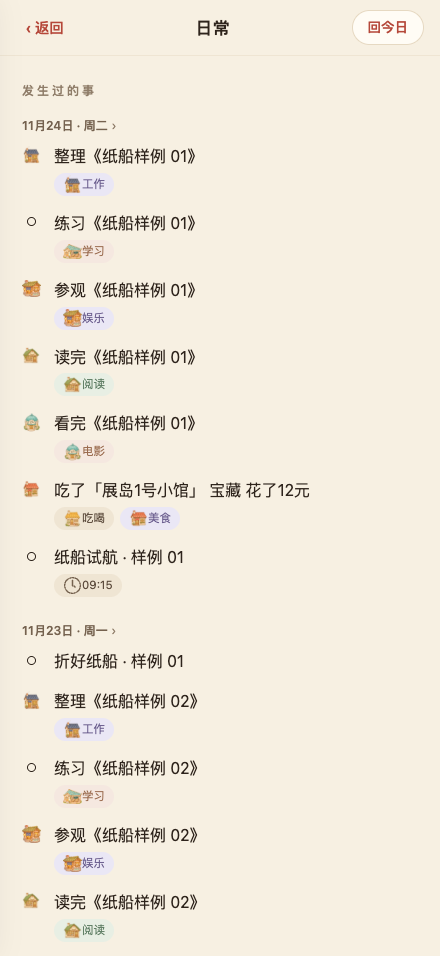 ‹ 返回
日常
回今日
发生过的事
11月24日 · 周二 ›
整理《纸船样例 01》
工作
练习《纸船样例 01》
学习
参观《纸船样例 01》
娱乐
读完《纸船样例 01》
阅读
看完《纸船样例 01》
电影
吃了「展岛1号小馆」 宝藏 花了12元
吃喝 美食
纸船试航 · 样例 01
09:15
11月23日 · 周一 ›
折好纸船 · 样例 01
整理《纸船样例 02》
工作
练习《纸船样例 02》
学习
参观《纸船样例 02》
娱乐
读完《纸船样例 02》
阅读